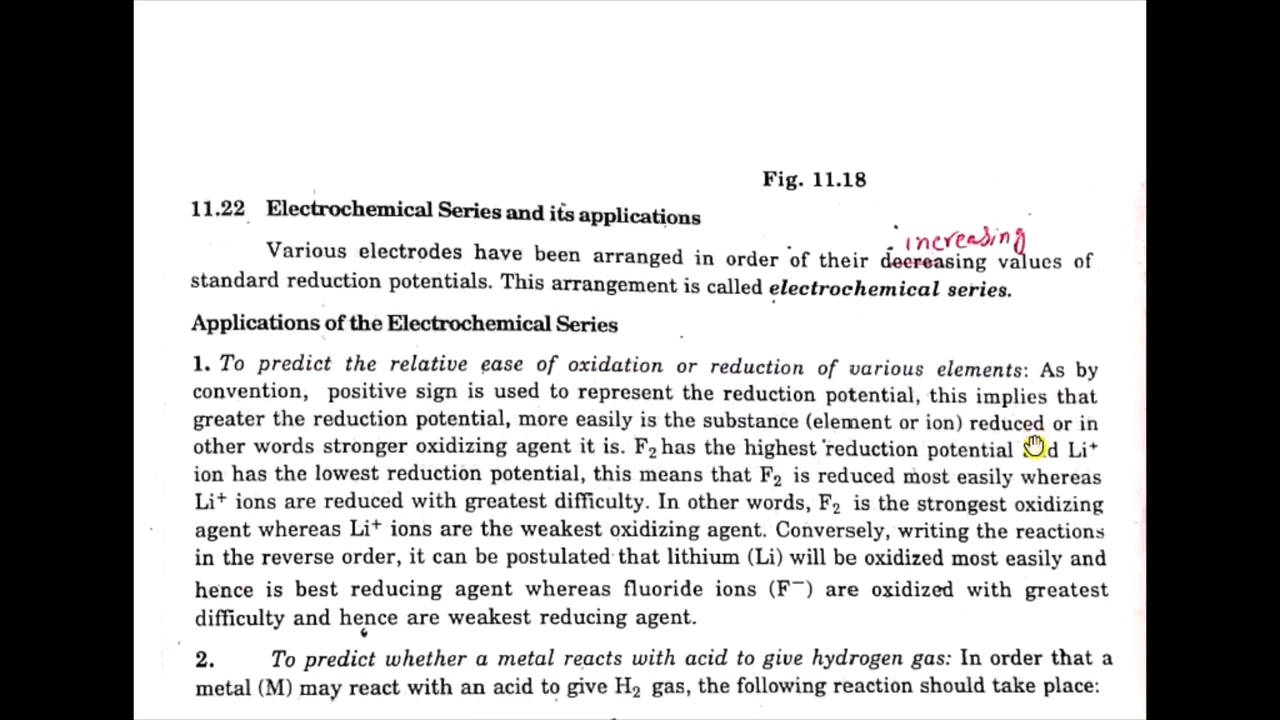 Fig. 11.18
11.22 Electrochemical Series and its applications
increasing
Various electrodes have been arranged in order of their decreasing values of
standard reduction potentials. This arrangement is called electrochemical series.
Applications of the Electrochemical Series
1. To predict the relative ease of oxidation or reduction of various elements: As by
convention, positive sign is used to represent the reduction potential, this implies that
greater the reduction potential, more easily is the substance (element or ion) reduced or in
other words stronger oxidizing agent it is. F₂ has the highest reduction potential Li⁺
ion has the lowest reduction potential, this means that F₂ is reduced most easily whereas
Li⁺ ions are reduced with greatest difficulty. In other words, F₂ is the strongest oxidizing
agent whereas Li⁺ ions are the weakest oxidizing agent. Conversely, writing the reactions
in the reverse order, it can be postulated that lithium (Li) will be oxidized most easily and
hence is best reducing agent whereas fluoride ions (F⁻) are oxidized with greatest
difficulty and hence are weakest reducing agent.
2. To predict whether a metal reacts with acid to give hydrogen gas: In order that a
metal (M) may react with an acid to give H₂ gas, the following reaction should take place: